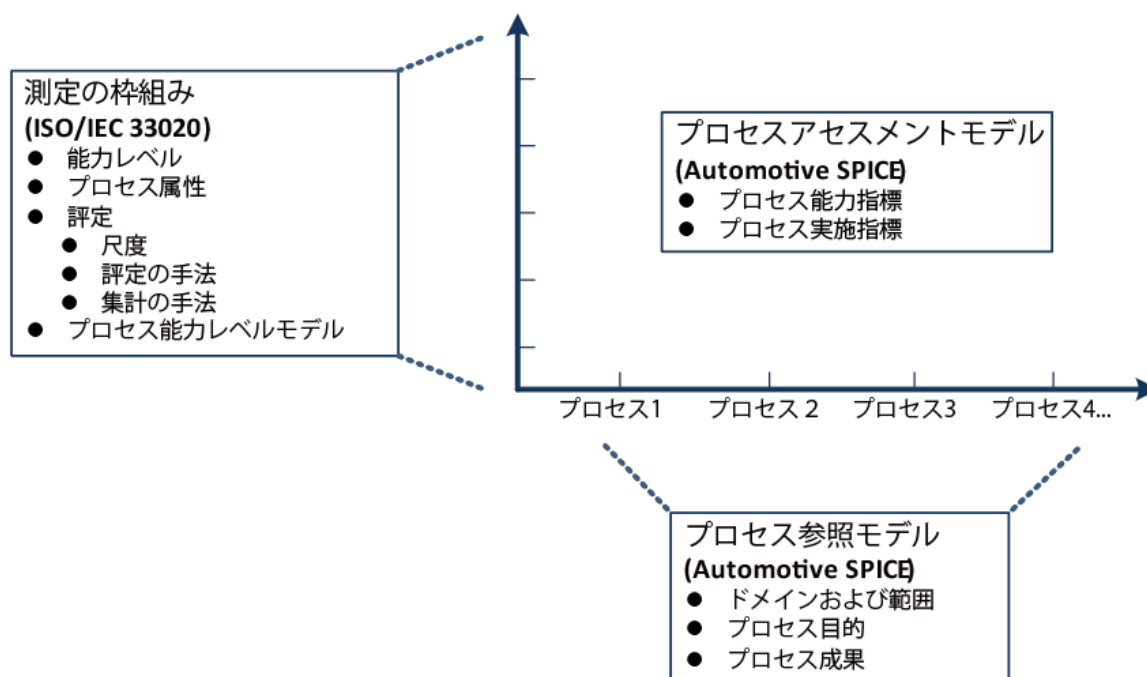 測定の枠組み
(ISO/IEC 33020)
● 能力レベル
● プロセス属性
● 評定
● 尺度
● 評定の手法
● 集計の手法
● プロセス能力レベルモデル
プロセスアセスメントモデル
(Automotive SPICE)
● プロセス能力指標
● プロセス実施指標
プロセス1
プロセス 2
プロセス3
プロセス4...
プロセス参照モデル
(Automotive SPICE)
● ドメインおよび範囲
● プロセス目的
● プロセス成果